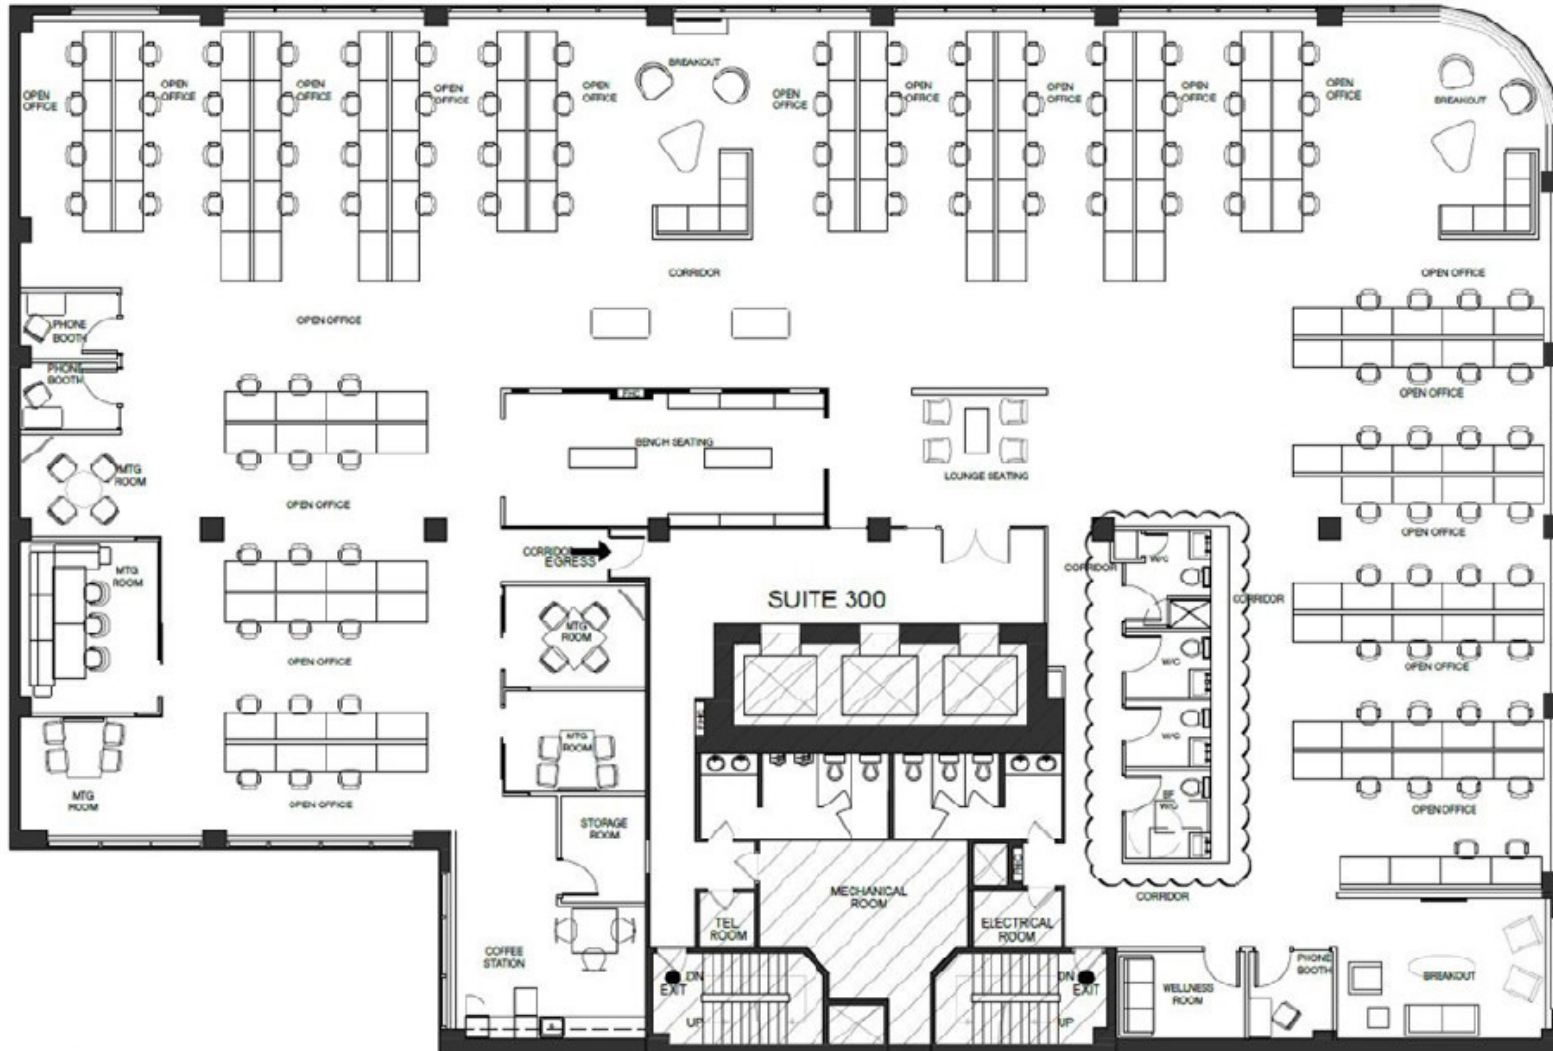 BREAKOUT
OPEN
OFFICE
OPEN
OFFICE
OPEN
OFFICE
OPEN
OFFICE
OPEN
OFFICE
OPEN
OFFICE
OPEN
OFFICE
OPEN
OFFICE
OPEN
OFFICE
OPEN
OFFICE
BREAKOUT
CORRIDOR
OPEN OFFICE
PHONE
BOOTH
OPEN OFFICE
PHONE
BOOTH
FHC
OPEN OFFICE
BENCH SEATING
MTG
ROOM
LOUNGE SEATING
OPEN OFFICE
OPEN OFFICE
CORRIDOR
EGRESS
W/C
CORRIDOR
MTG
ROOM
SUITE 300
CORRIDOR
MTG
ROOM
OPEN OFFICE
W/C
OPEN OFFICE
FHC
MTG
ROOM
W/C
MTG
ROOM
BF
W/C
OPEN OFFICE
OPEN OFFICE
STORAGE
ROOM
MECHANICAL
ROOM
CORRIDOR
TEL
ROOM
ELECTRICAL
ROOM
COFFEE
STATION
DN
EXIT
UP
DN
EXIT
UP
WELLNESS
ROOM
PHONE
BOOTH
BREAKOUT